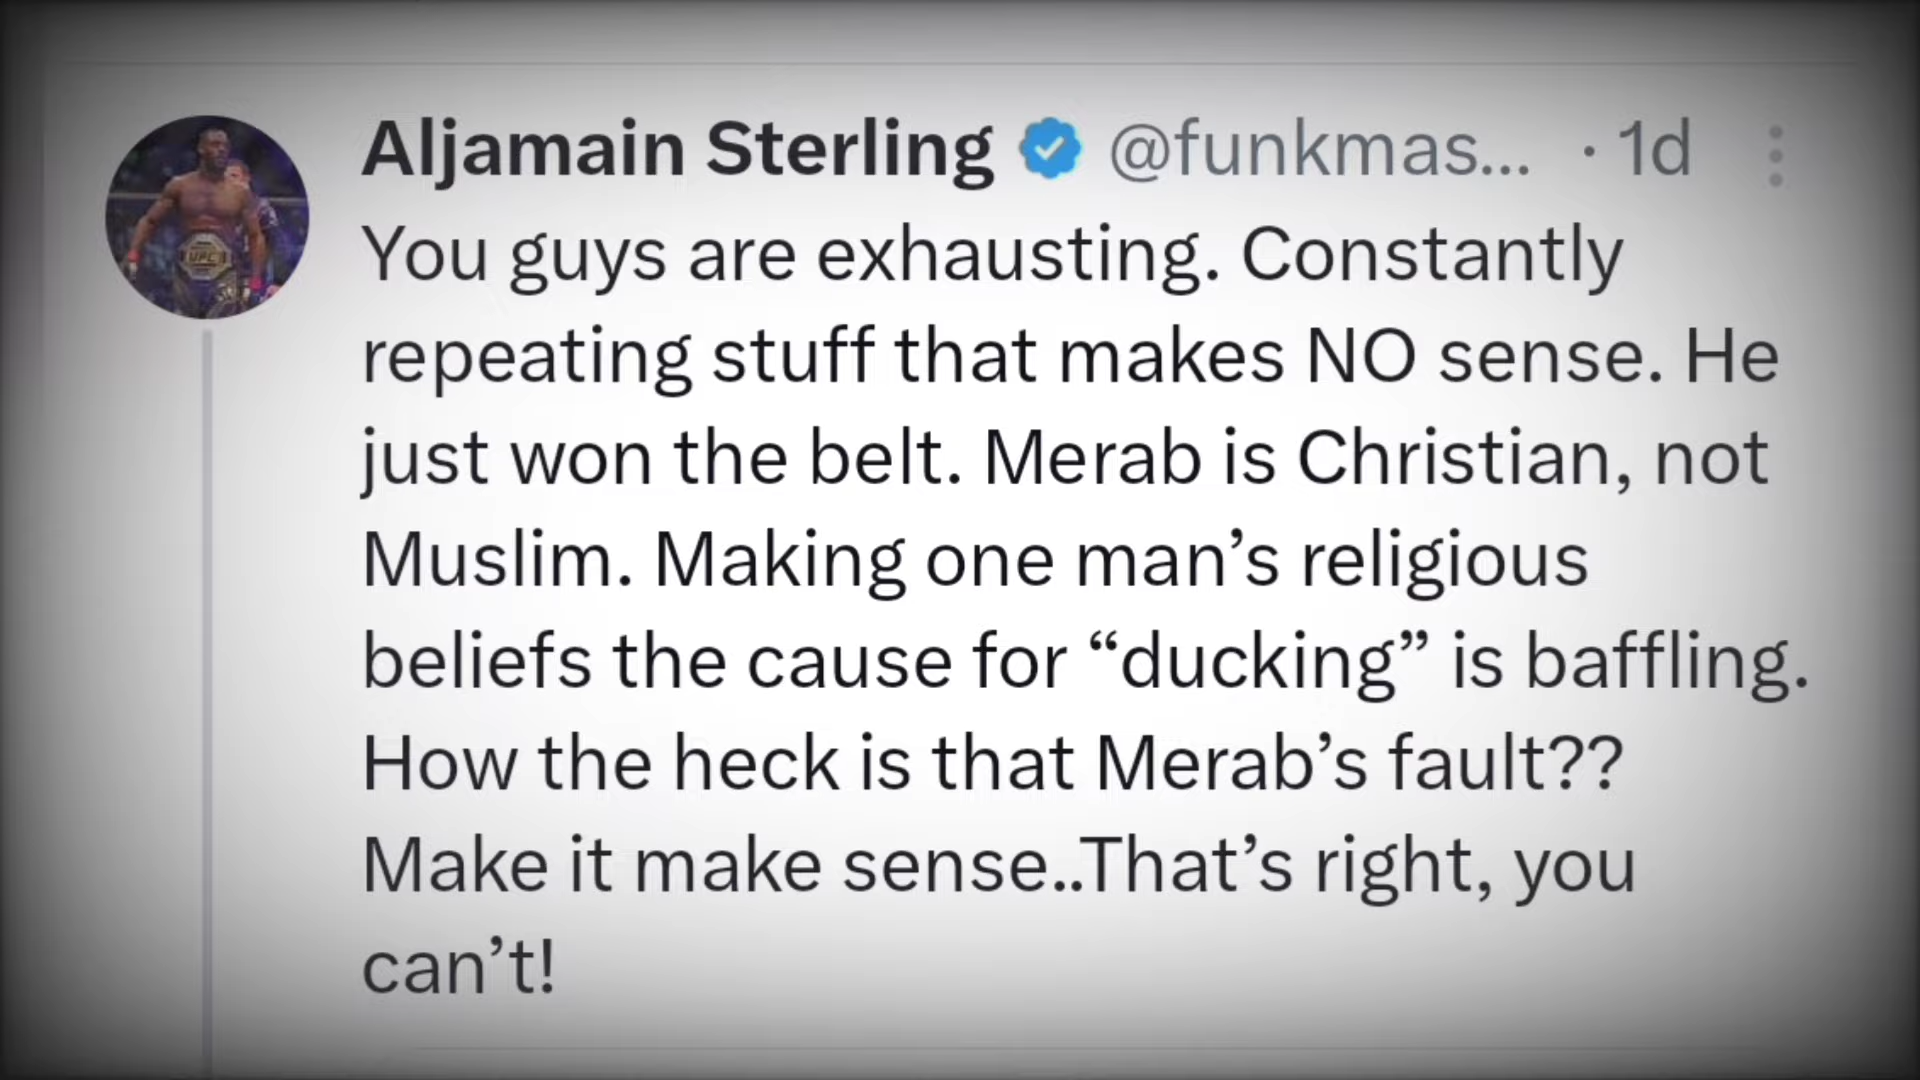 Aljamain Sterling @funkmas... · 1d
You guys are exhausting. Constantly
repeating stuff that makes NO sense. He
just won the belt. Merab is Christian, not
Muslim. Making one man’s religious
beliefs the cause for “ducking” is baffling.
How the heck is that Merab’s fault??
Make it make sense..That’s right, you
can’t!
UFC